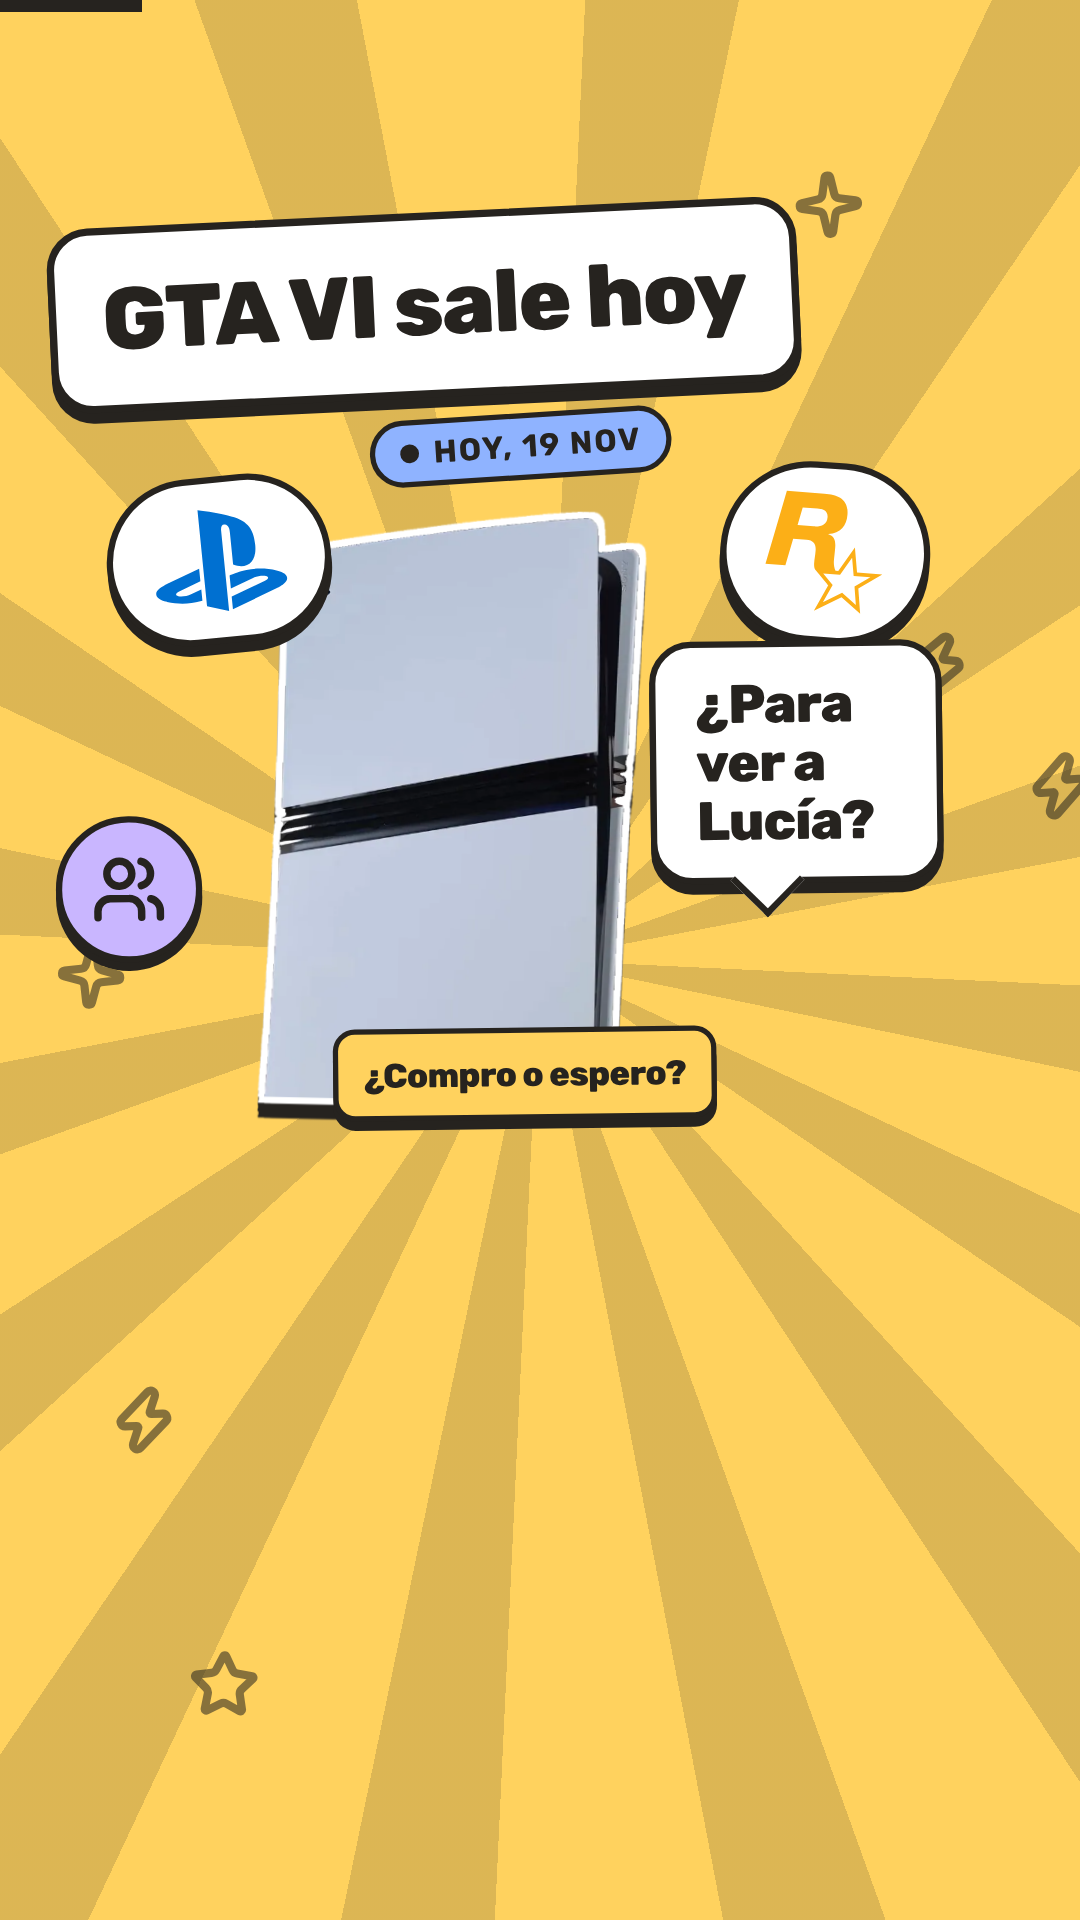 GTA VI sale hoy
HOY, 19 NOV
¿Para
ver a
Lucía?
¿Compro o espero?